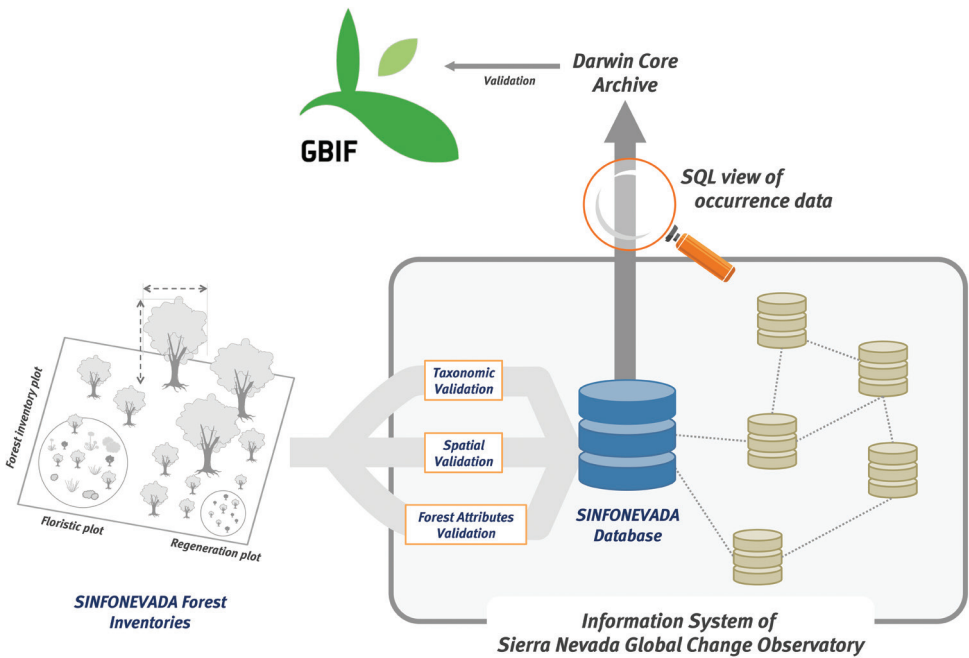 GBIF
Validation
Darwin Core
Archive
SQL view of
occurrence data
Forest inventory plot
Floristic plot
Regeneration plot
SINFONEVADA Forest
Inventories
Taxonomic
Validation
Spatial
Validation
Forest Attributes
Validation
SINFONEVADA
Database
Information System of
Sierra Nevada Global Change Observatory